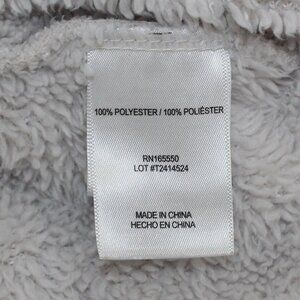 100% POLYESTER / 100% POLIÉSTER
RN165550
LOT #T2414524
MADE IN CHINA
HECHO EN CHINA